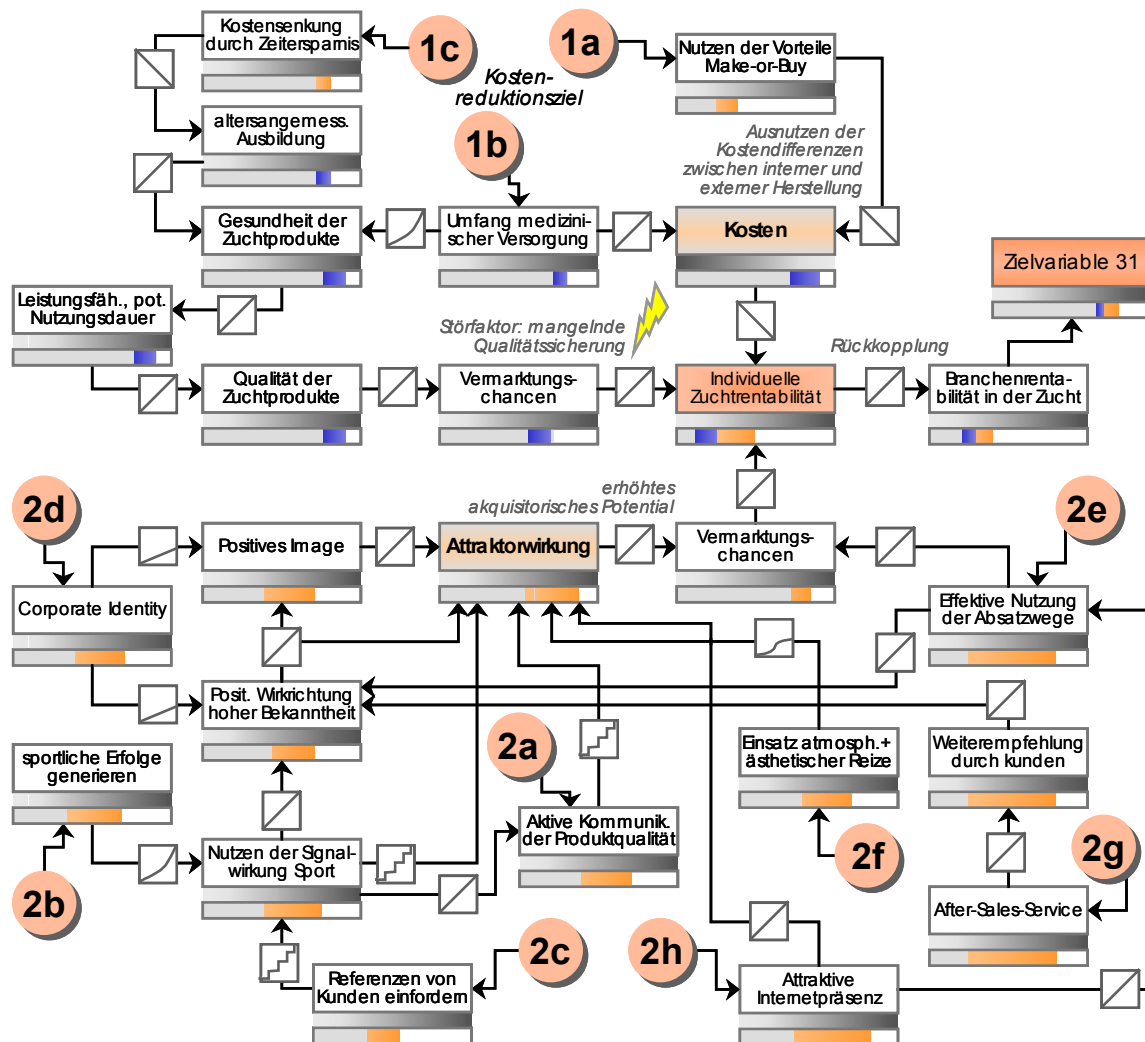 Kostensenkung
durch Zeitersparnis
1c
1a
Nutzen der Vorteile
Make-or-Buy
Kosten-
reduktionsziel
altersangemess.
Ausbildung
1b
Ausnutzen der
Kostendifferenzen
zwischen interner und
externer Herstellung
Gesundheit der
Zuchtprodukte
Umfang medizini-
scher Versorgung
Kosten
Zielvariable 31
Leistungsfäh., pot.
Nutzungsdauer
Störfaktor: mangelnde
Qualitätssicherung
Rückkopplung
Qualität der
Zuchtprodukte
Vermarktungs-
chancen
Individuelle
Zuchtrentabilität
Branchenrenta-
bilität in der Zucht
2d
erhöhtes
akquisitorisches Potential
2e
Positives Image
Attraktorwirkung
Vermarktungs-
chancen
Corporate Identity
Effektive Nutzung
der Absatzwege
Posit. Wirkrichtung
hoher Bekanntheit
sportliche Erfolge
generieren
2a
Einsatz atmosph.+
ästhetischer Reize
Weiterempfehlung
durch kunden
Aktive Kommunik.
der Produktqualität
2b
Nutzen der Signal-
wirkung Sport
2f
2g
After-Sales-Service
2c
2h
Referenzen von
Kunden einfordern
Attraktive
Internetpräsenz